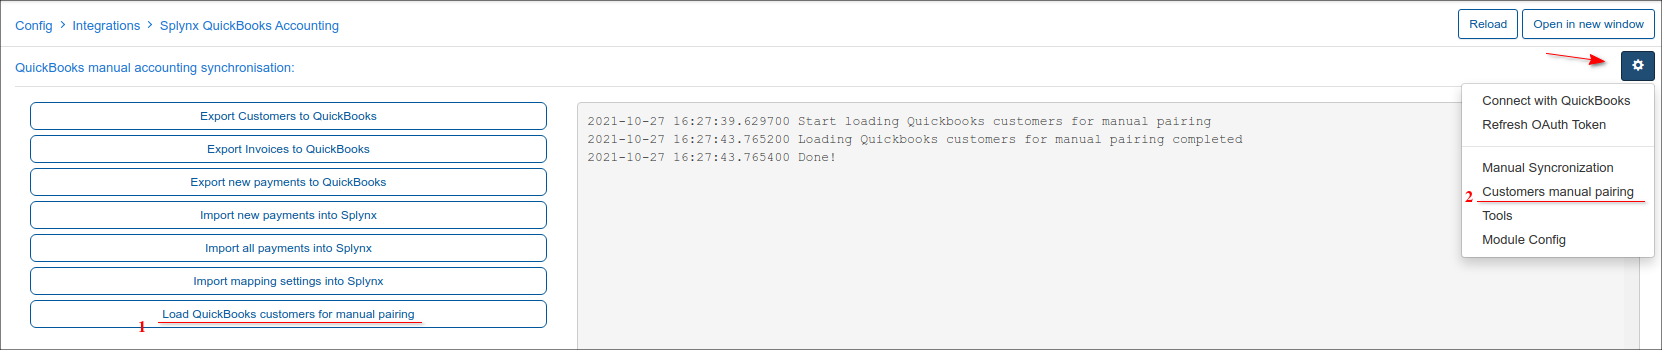 Config > Integrations > Splynx QuickBooks Accounting
Reload
Open in new window
QuickBooks manual accounting synchronisation:
Export Customers to QuickBooks
Export Invoices to QuickBooks
Export new payments to QuickBooks
Import new payments into Splynx
Import all payments into Splynx
Import mapping settings into Splynx
Load QuickBooks customers for manual pairing
1
2021-10-27 16:27:39.629700 Start loading Quickbooks customers for manual pairing
2021-10-27 16:27:43.765200 Loading Quickbooks customers for manual pairing completed
2021-10-27 16:27:43.765400 Done!
Connect with QuickBooks
Refresh OAuth Token
Manual Syncronization
2 Customers manual pairing
Tools
Module Config